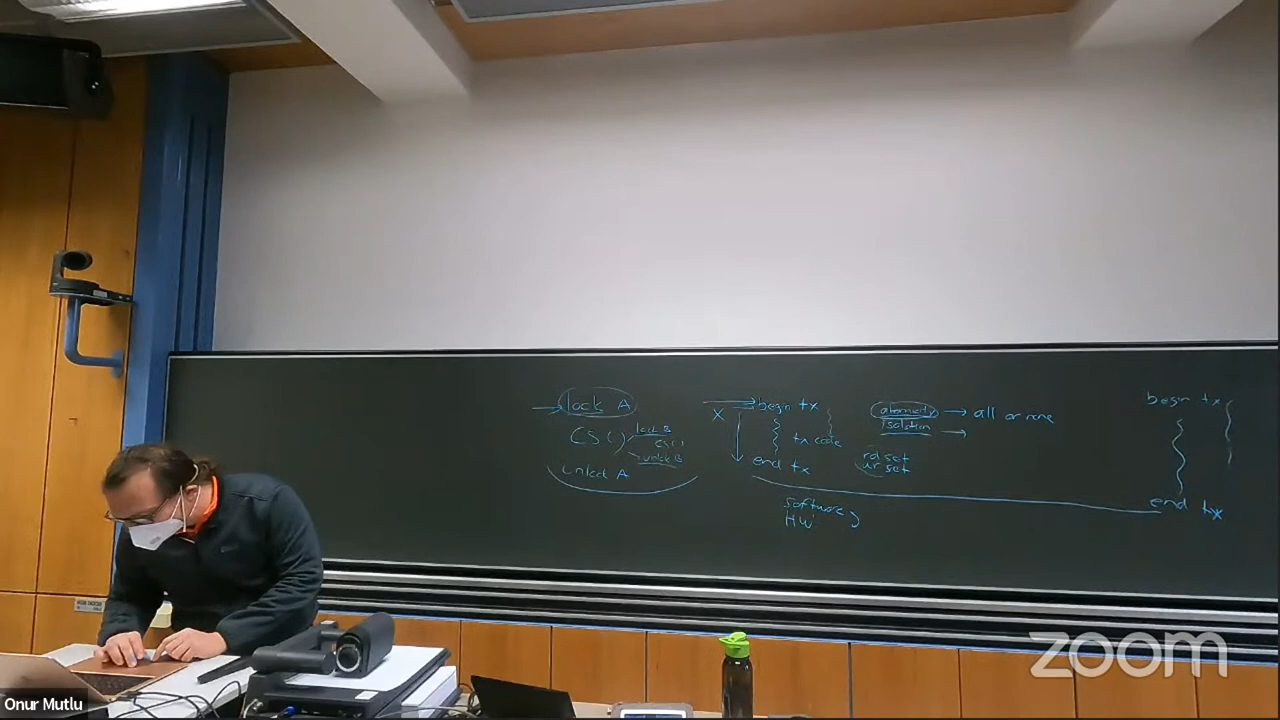 lock A
CS()
lock B
CS()
unlock B
unlock A
X
begin tx
tx code
end tx
atomicity → all or none
isolation →
rd set
wr set
software
HW
begin tx
end tx
Onur Mutlu
zoom